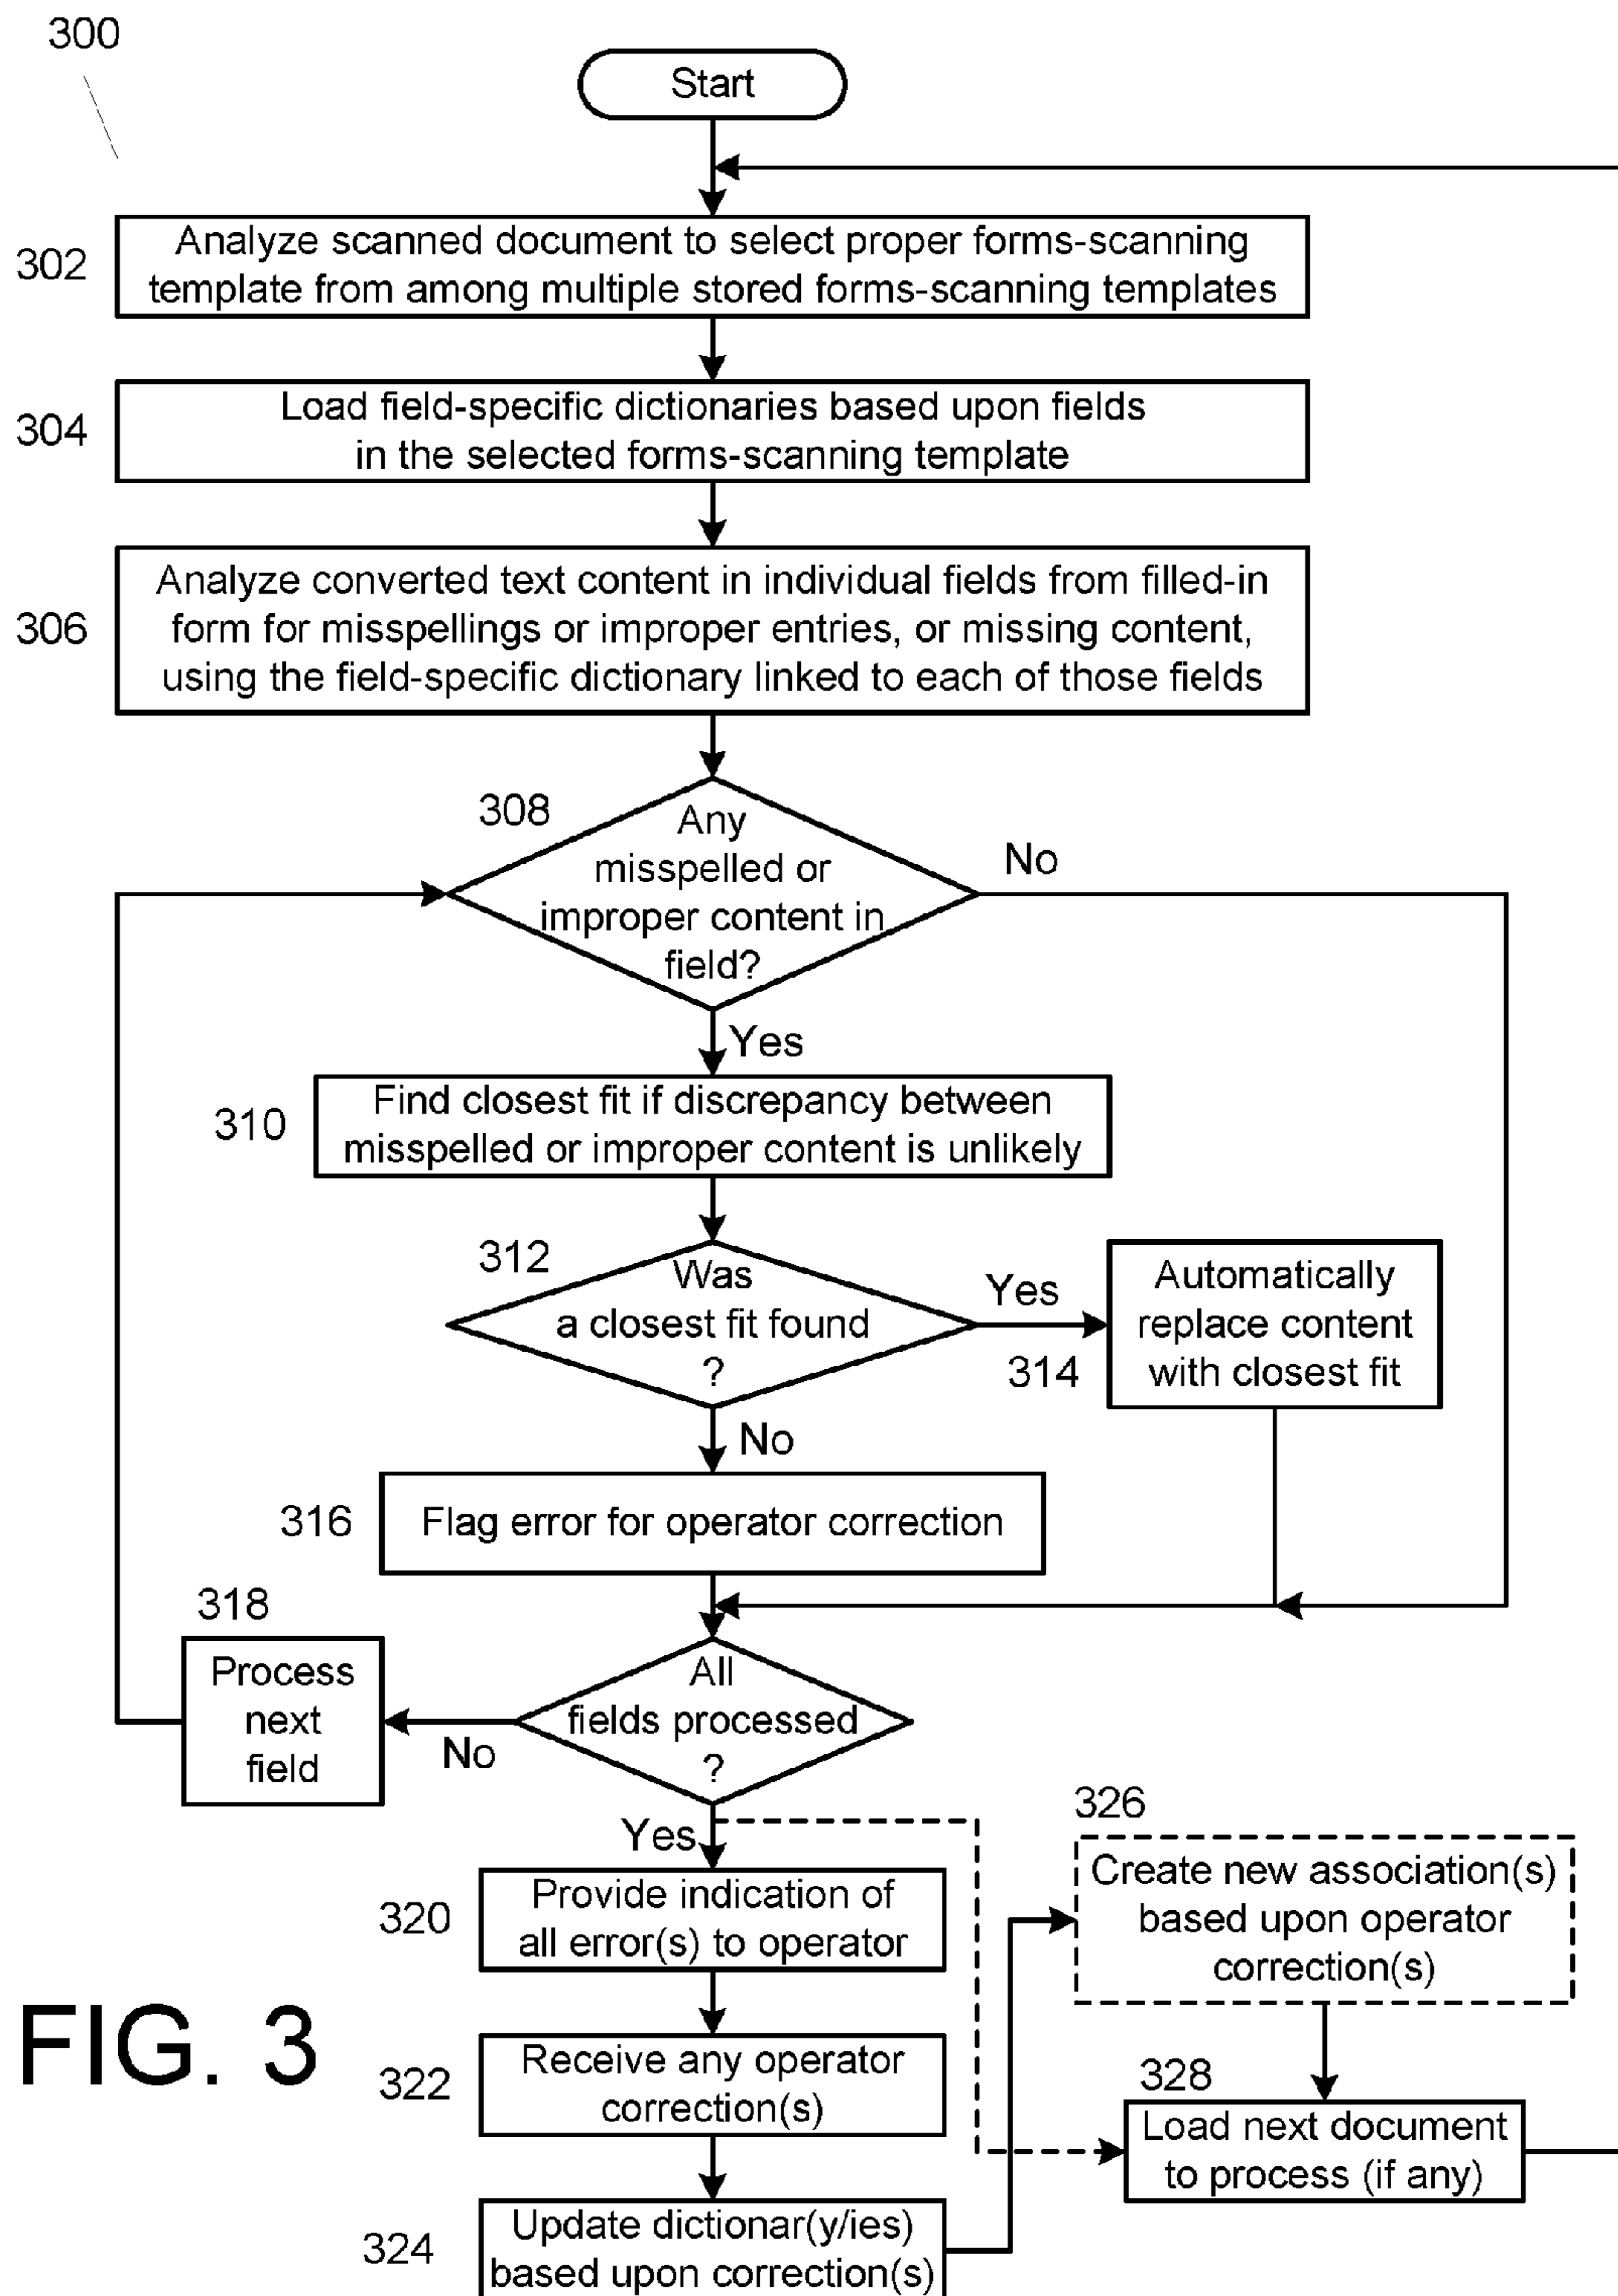 300
Start
302
Analyze scanned document to select proper forms-scanning
template from among multiple stored forms-scanning templates
304
Load field-specific dictionaries based upon fields
in the selected forms-scanning template
306
Analyze converted text content in individual fields from filled-in
form for misspellings or improper entries, or missing content,
using the field-specific dictionary linked to each of those fields
308
Any
misspelled or
improper content in
field?
No
Yes
310
Find closest fit if discrepancy between
misspelled or improper content is unlikely
312
Was
a closest fit found
?
Yes
314
Automatically
replace content
with closest fit
No
316
Flag error for operator correction
318
Process
next
field
All
fields processed
?
No
Yes
320
Provide indication of
all error(s) to operator
326
Create new association(s)
based upon operator
correction(s)
FIG. 3
322
Receive any operator
correction(s)
328
Load next document
to process (if any)
324
Update dictionar(y/ies)
based upon correction(s)